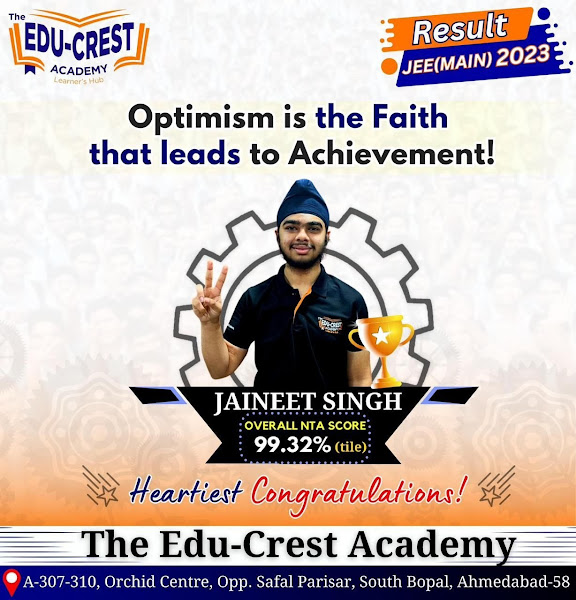 The
EDU-CREST
ACADEMY
Learner's Hub
Result
JEE(MAIN) 2023
Optimism is the Faith
that leads to Achievement!
The
EDU-CREST
ACADEMY
JAINEET SINGH
OVERALL NTA SCORE
99.32% (tile)
Heartiest Congratulations!
The Edu-Crest Academy
A-307-310, Orchid Centre, Opp. Safal Parisar, South Bopal, Ahmedabad-58